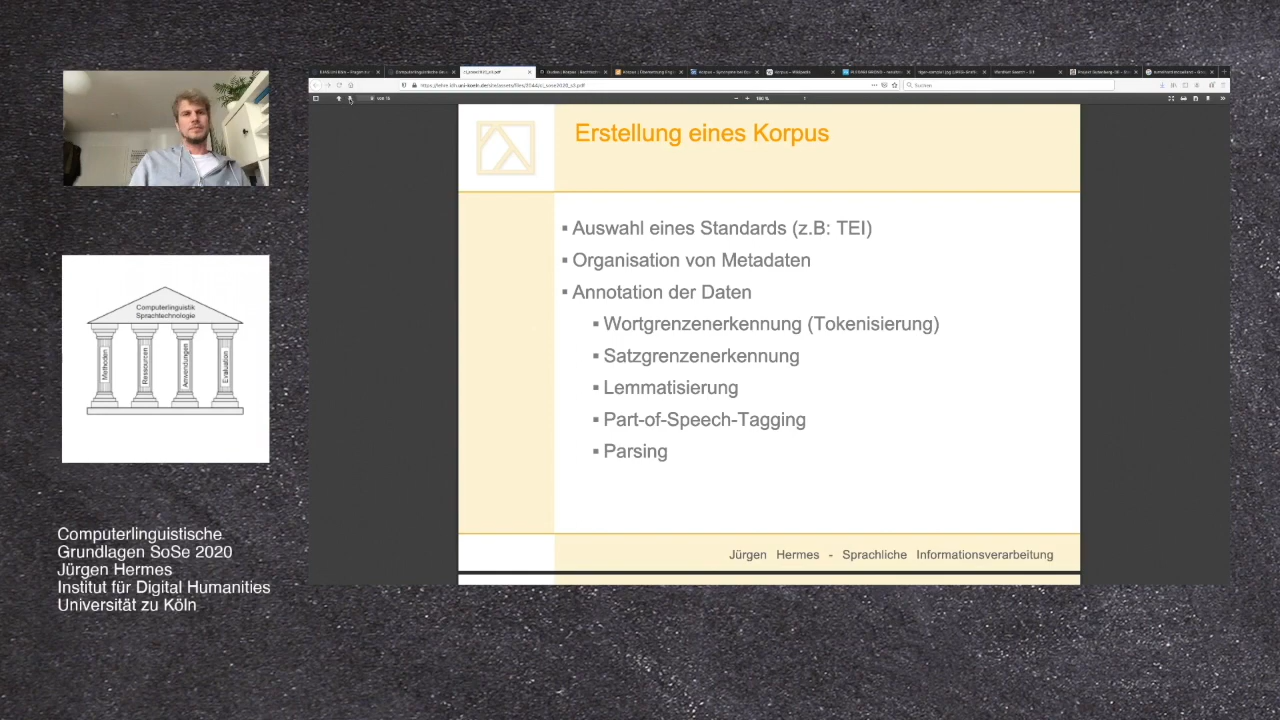 Erstellung eines Korpus
▪ Auswahl eines Standards (z.B: TEI)
▪ Organisation von Metadaten
▪ Annotation der Daten
▪ Wortgrenzenerkennung (Tokenisierung)
▪ Satzgrenzenerkennung
▪ Lemmatisierung
▪ Part-of-Speech-Tagging
▪ Parsing
Jürgen Hermes - Sprachliche Informationsverarbeitung
Computerlinguistik
Sprachtechnologie
Methoden
Ressourcen
Anwendungen
Evaluation
Computerlinguistische
Grundlagen SoSe 2020
Jürgen Hermes
Institut für Digital Humanities
Universität zu Köln